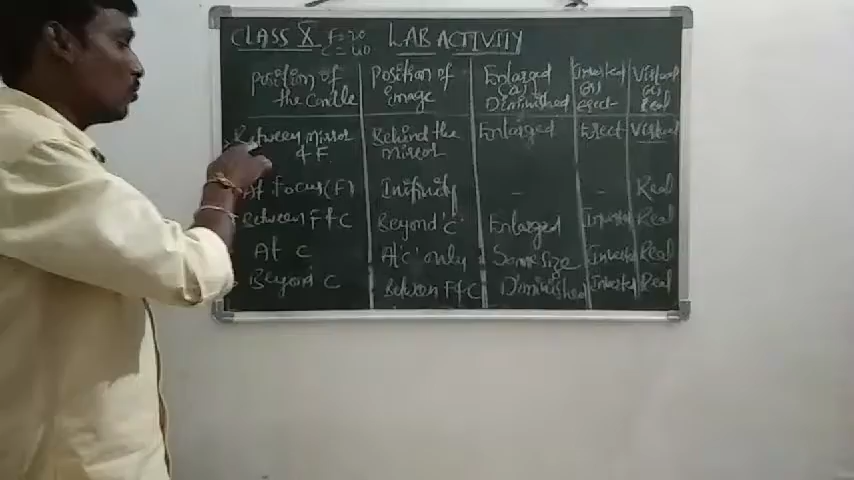 CLASS X F=20 LAB ACTIVITY
C=40
Position of the Candle
Position of Image
Enlarged (or) Diminished
Inverted (or) erect
Virtual (or) Real
Between Mirror & F Behind the Mirror Enlarged Erect Virtual
At Focus(F) Infinity - - Real
Between F & C Beyond 'C' Enlarged Inverted Real
At C At 'C' only Same size Inverted Real
Beyond C Between F & C Diminished Inverted Real